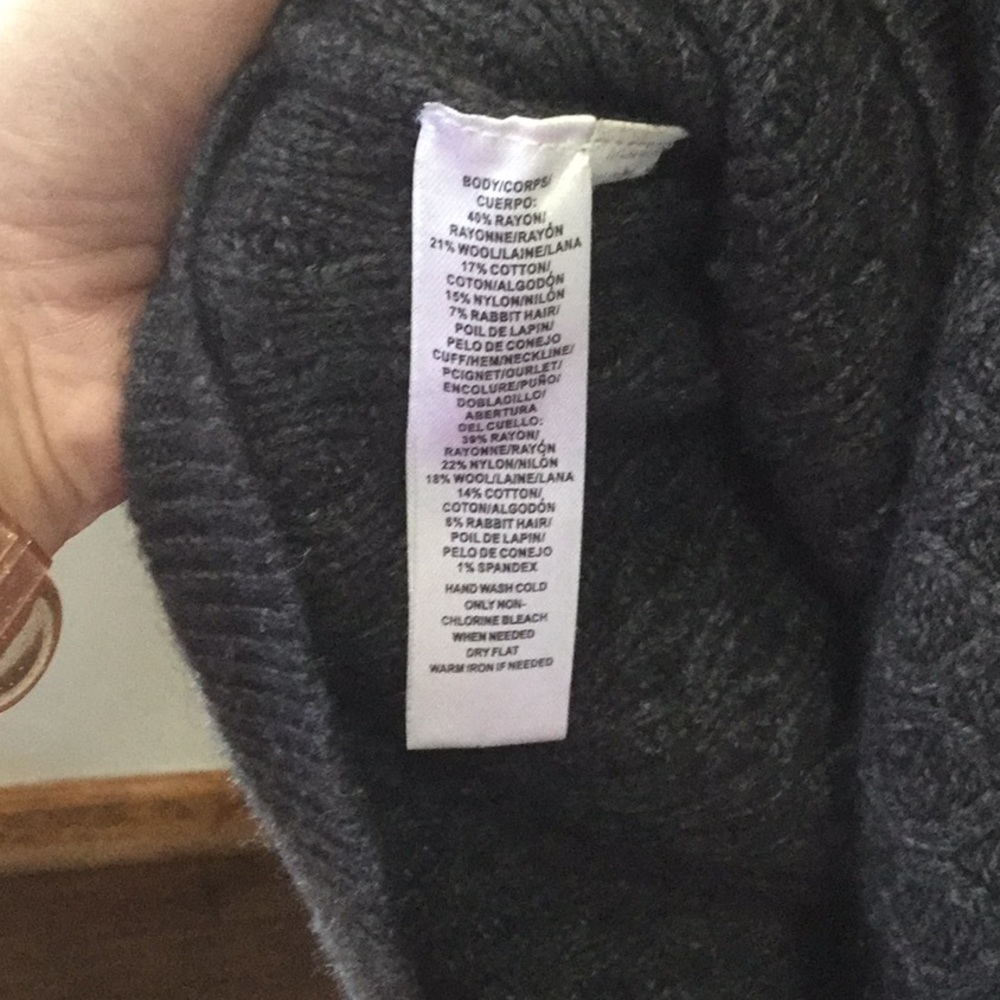 BODY/CORPS/
CUERPO:
40% RAYON/
RAYONNE/RAYÓN
21% WOOL/LAINE/LANA
17% COTTON/
COTON/ALGODÓN
15% NYLON/NILÓN
7% RABBIT HAIR/
POIL DE LAPIN/
PELO DE CONEJO
CUFF/HEM/NECKLINE/
PCIGNET/OURLET/
ENCOLURE/PUÑO/
DOBLADILLO/
ABERTURA
DEL CUELLO:
39% RAYON/
RAYONNE/RAYÓN
22% NYLON/NILÓN
18% WOOL/LAINE/LANA
14% COTTON/
COTON/ALGODÓN
6% RABBIT HAIR/
POIL DE LAPIN/
PELO DE CONEJO
1% SPANDEX
HAND WASH COLD
ONLY NON-
CHLORINE BLEACH
WHEN NEEDED
DRY FLAT
WARM IRON IF NEEDED